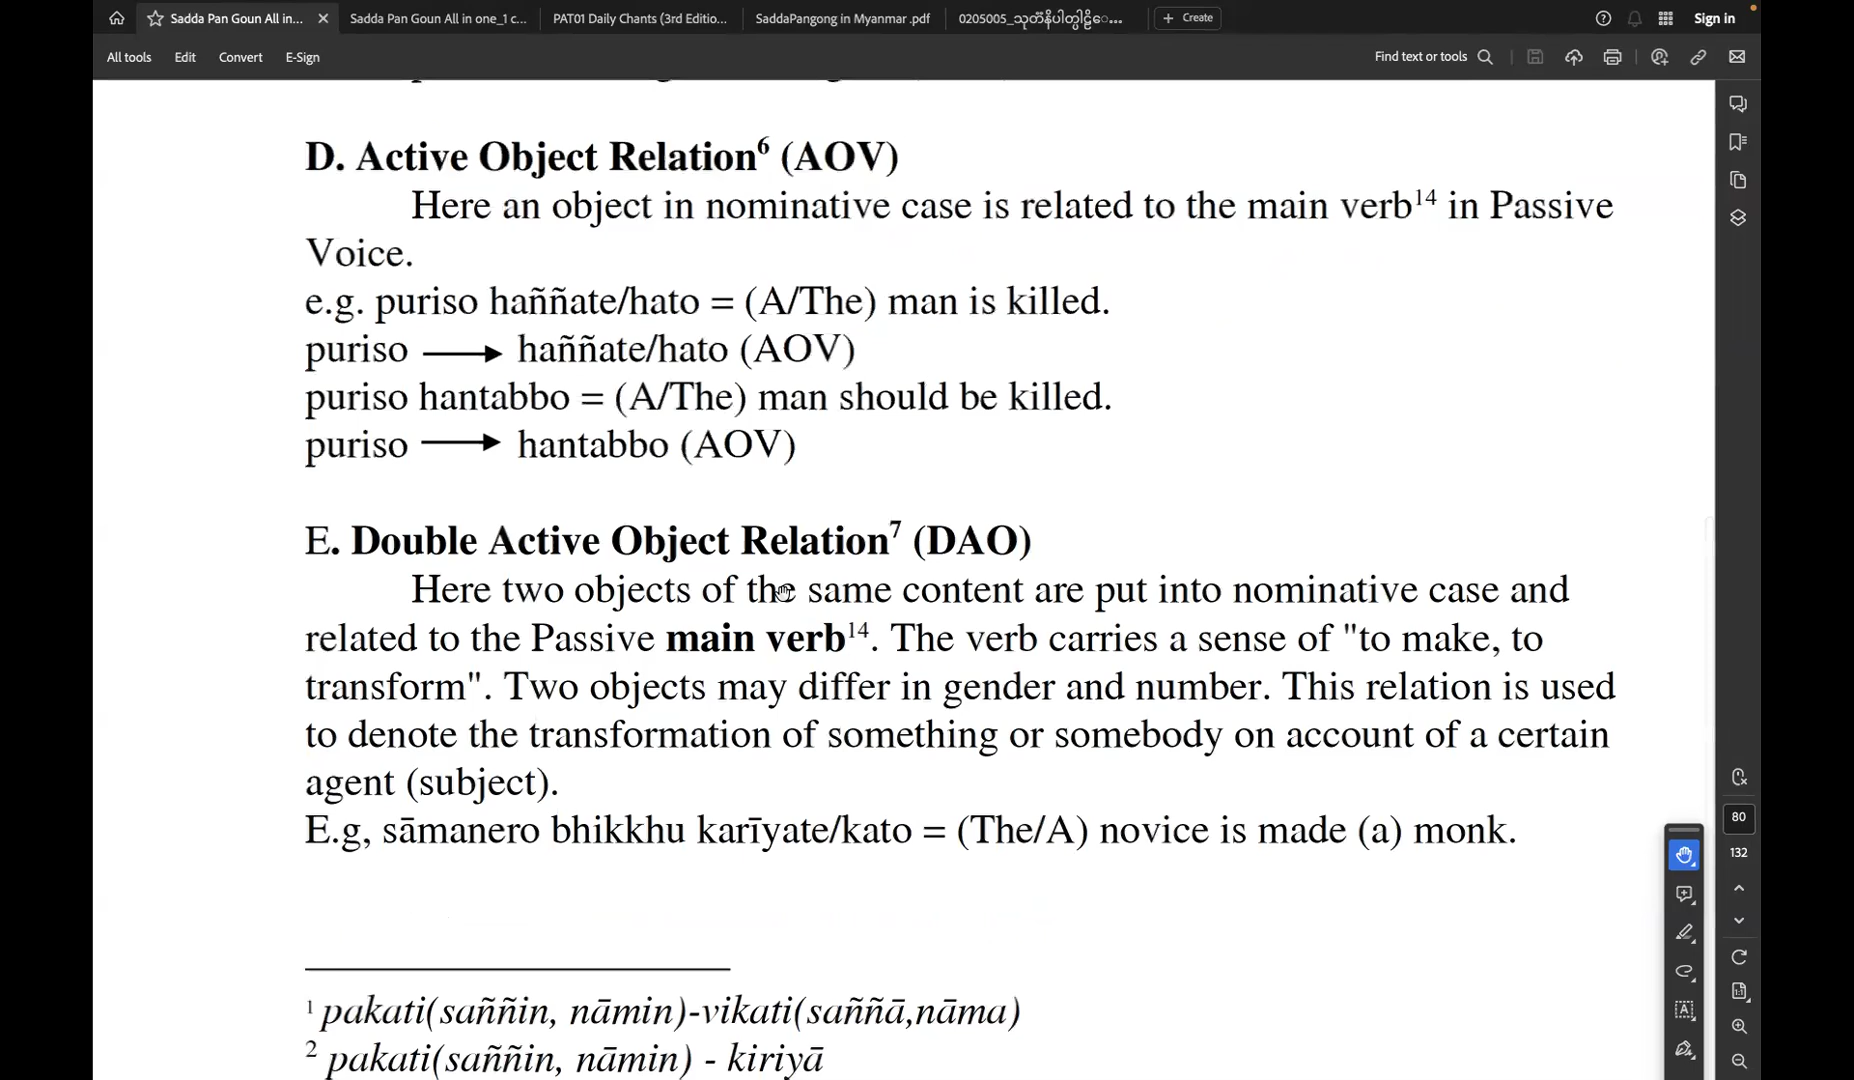 Sadda Pan Goun All in...
Sadda Pan Goun All in one_1 c...
PAT01 Daily Chants (3rd Editio...
SaddaPangong in Myanmar .pdf
Create
Sign in
All tools
Edit
Convert
E-Sign
Find text or tools
D. Active Object Relation⁶ (AOV)
Here an object in nominative case is related to the main verb¹⁴ in Passive
Voice.
e.g. puriso haññate/hato = (A/The) man is killed.
puriso ⟶ haññate/hato (AOV)
puriso hantabbo = (A/The) man should be killed.
puriso ⟶ hantabbo (AOV)
E. Double Active Object Relation⁷ (DAO)
Here two objects of the same content are put into nominative case and
related to the Passive main verb¹⁴. The verb carries a sense of "to make, to
transform". Two objects may differ in gender and number. This relation is used
to denote the transformation of something or somebody on account of a certain
agent (subject).
E.g, sāmanero bhikkhu karīyate/kato = (The/A) novice is made (a) monk.
¹ pakati(saññin, nāmin)-vikati(saññā,nāma)
² pakati(saññin, nāmin) - kiriyā
80
132